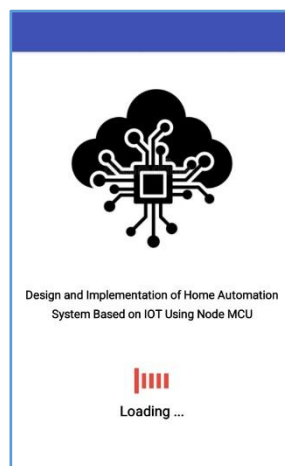 Design and Implementation of Home Automation
System Based on IOT Using Node MCU
Loading ...